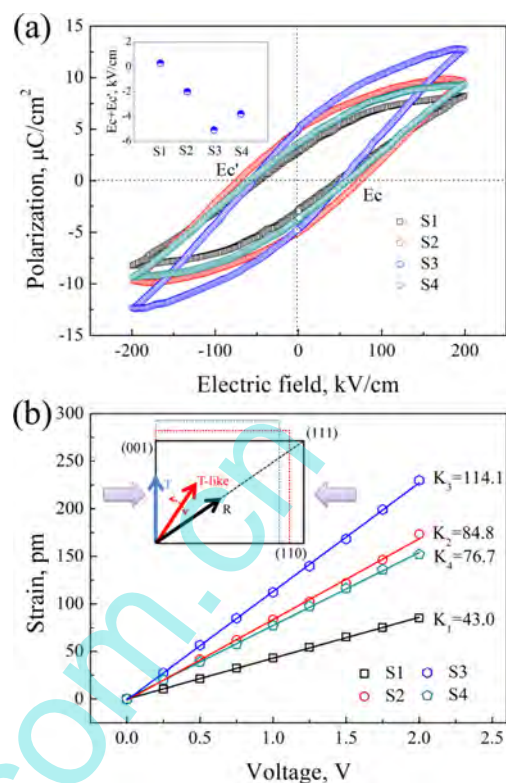 (a)
15
10
5
0
-5
-10
-15
Polarization, μC/cm²
2
0
-2
-4
-6
Ec+Ec', kV/cm
S1 S2 S3 S4
Ec'
Ec
S1
S2
S3
S4
-200 -100 0 100 200
Electric field, kV/cm
(b)
300
250
200
150
100
50
0
Strain, pm
(001)
(111)
T
T-like
R
(110)
K₃=114.1
K₂=84.8
K₄=76.7
K₁=43.0
S1 S3
S2 S4
0.0 0.5 1.0 1.5 2.0 2.5
Voltage, V
com.cn